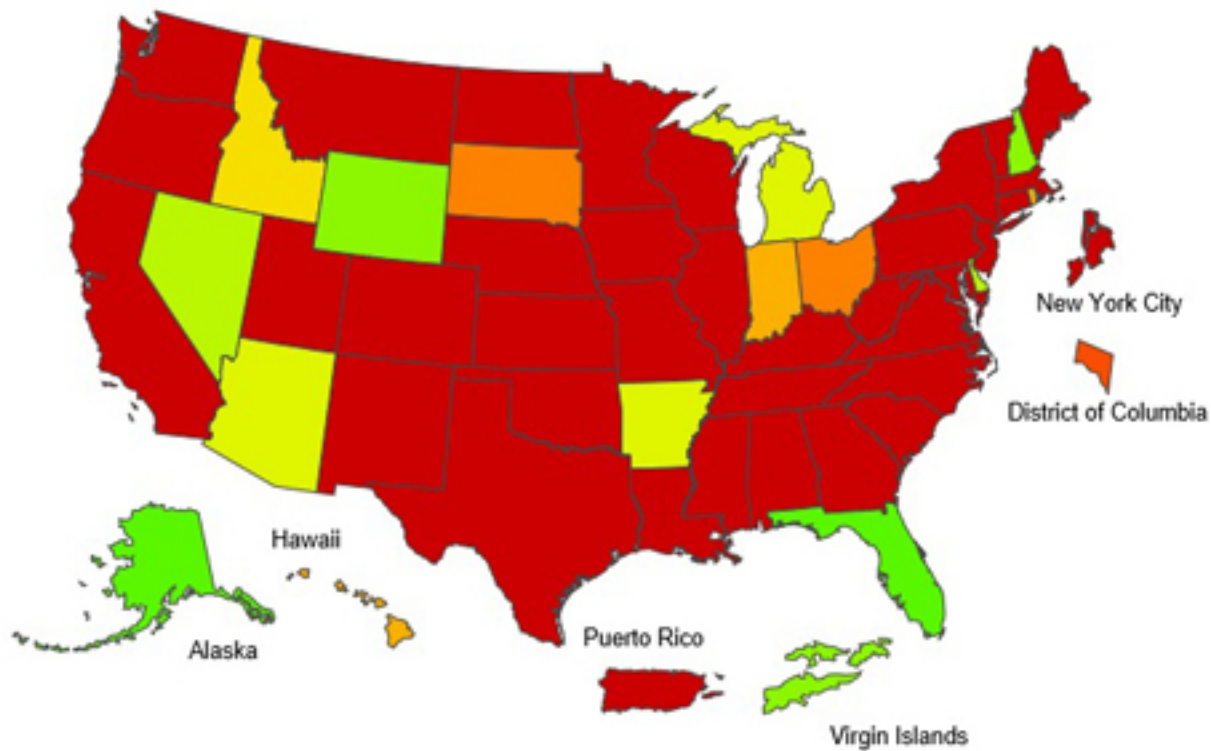 New York City
District of Columbia
Hawaii
Alaska
Puerto Rico
Virgin Islands